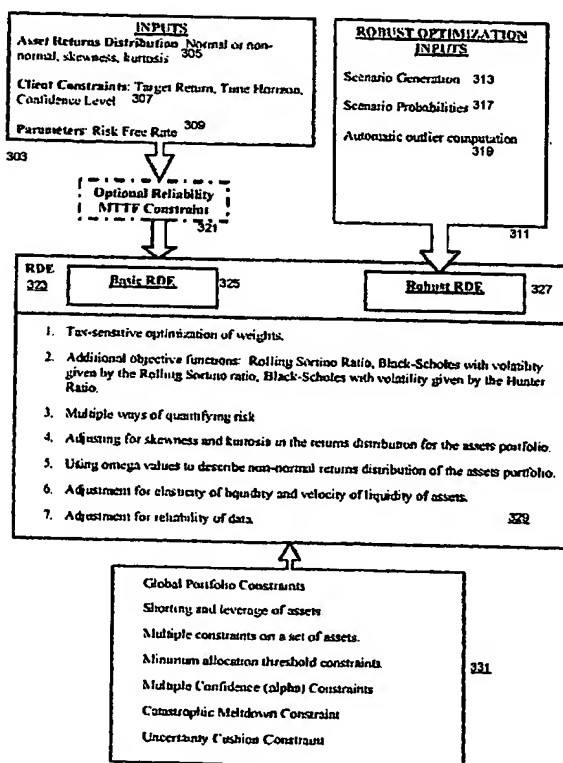 INPUTS
Asset Returns Distribution Normal or non-
normal, skewness, kurtosis 305
Client Constraints: Target Return, Time Horizon,
Confidence Level 307
309
Parameters: Risk Free Rate
303
ROBUST OPTIMIZATION
INPUTS
Scenario Generation 313
Scenario Probabilities 317
Automatic outlier computation
319
311
Optional Reliability
MTTF Constraint
321
RDE
323
Basic RDE
325
Robust RDE
327
1. Tax-sensitive optimization of weights.
2. Additional objective functions: Rolling Sortino Ratio, Black-Scholes with volatility
given by the Rolling Sortino ratio, Black-Scholes with volatility given by the Hunter
Ratio.
3. Multiple ways of quantifying risk
4. Adjusting for skewness and kurtosis in the returns distribution for the assets portfolio.
5. Using omega values to describe non-normal returns distribution of the assets portfolio.
6. Adjustment for elasticity of liquidity and velocity of liquidity of assets.
7. Adjustment for reliability of data.
329
Global Portfolio Constraints
Shorting and leverage of assets
Multiple constraints on a set of assets.
Minimum allocation threshold constraints
Multiple Confidence (alpha) Constraints
Catastrophic Meltdown Constraint
Uncertainty Cushion Constraint
331